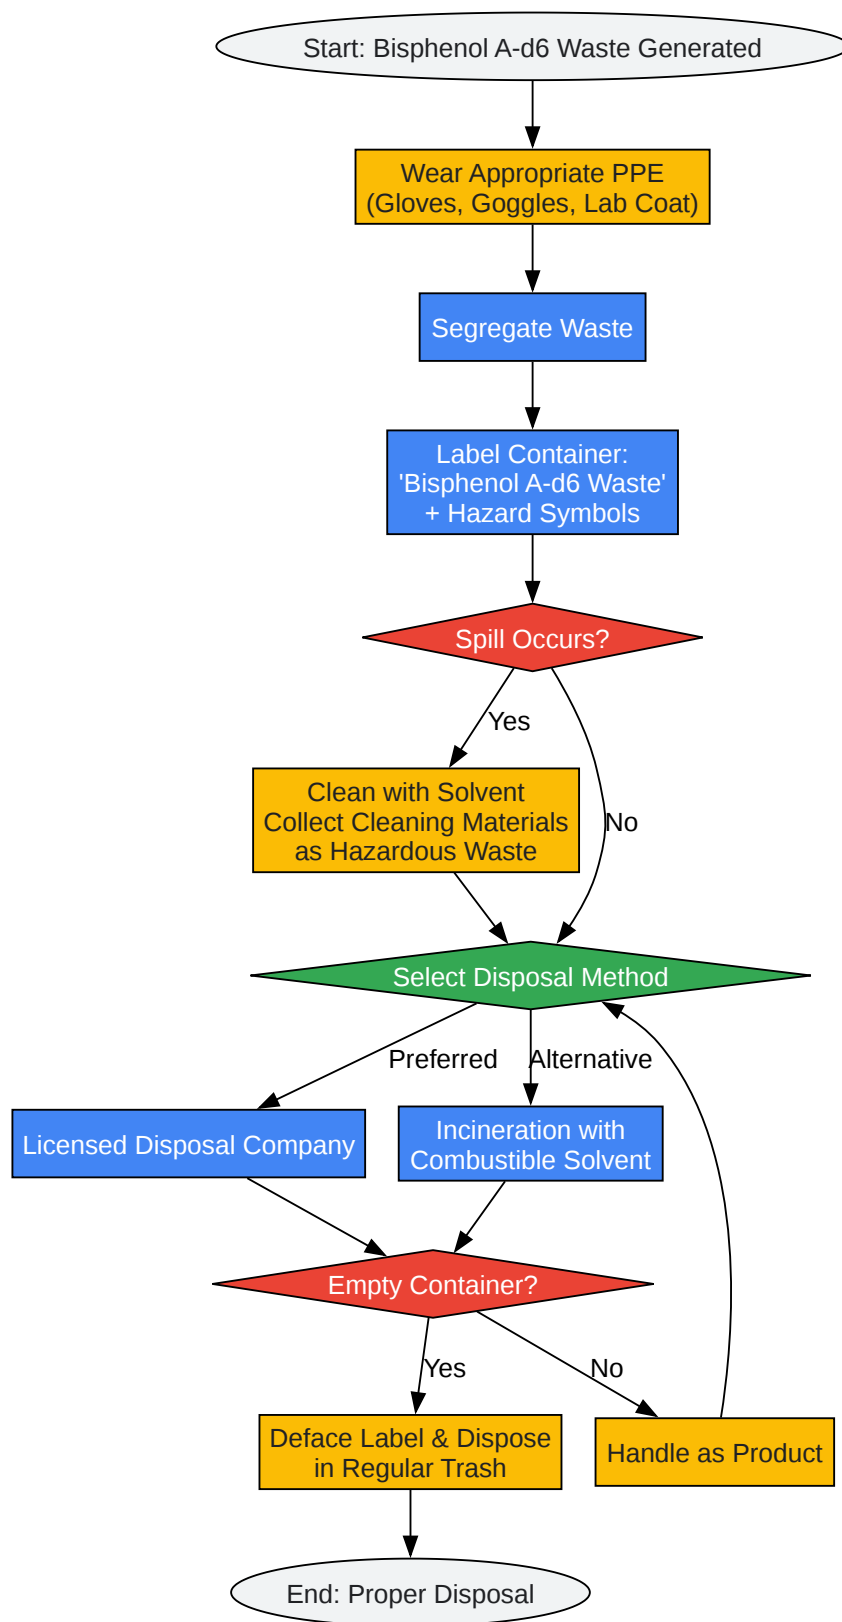 Start: Bisphenol A-d6 Waste Generated
Wear Appropriate PPE
(Gloves, Goggles, Lab Coat)
Segregate Waste
Label Container:
'Bisphenol A-d6 Waste'
+ Hazard Symbols
Spill Occurs?
Yes
No
Clean with Solvent
Collect Cleaning Materials
as Hazardous Waste
Select Disposal Method
Preferred
Alternative
Licensed Disposal Company
Incineration with
Combustible Solvent
Empty Container?
Yes
No
Deface Label & Dispose
in Regular Trash
Handle as Product
End: Proper Disposal